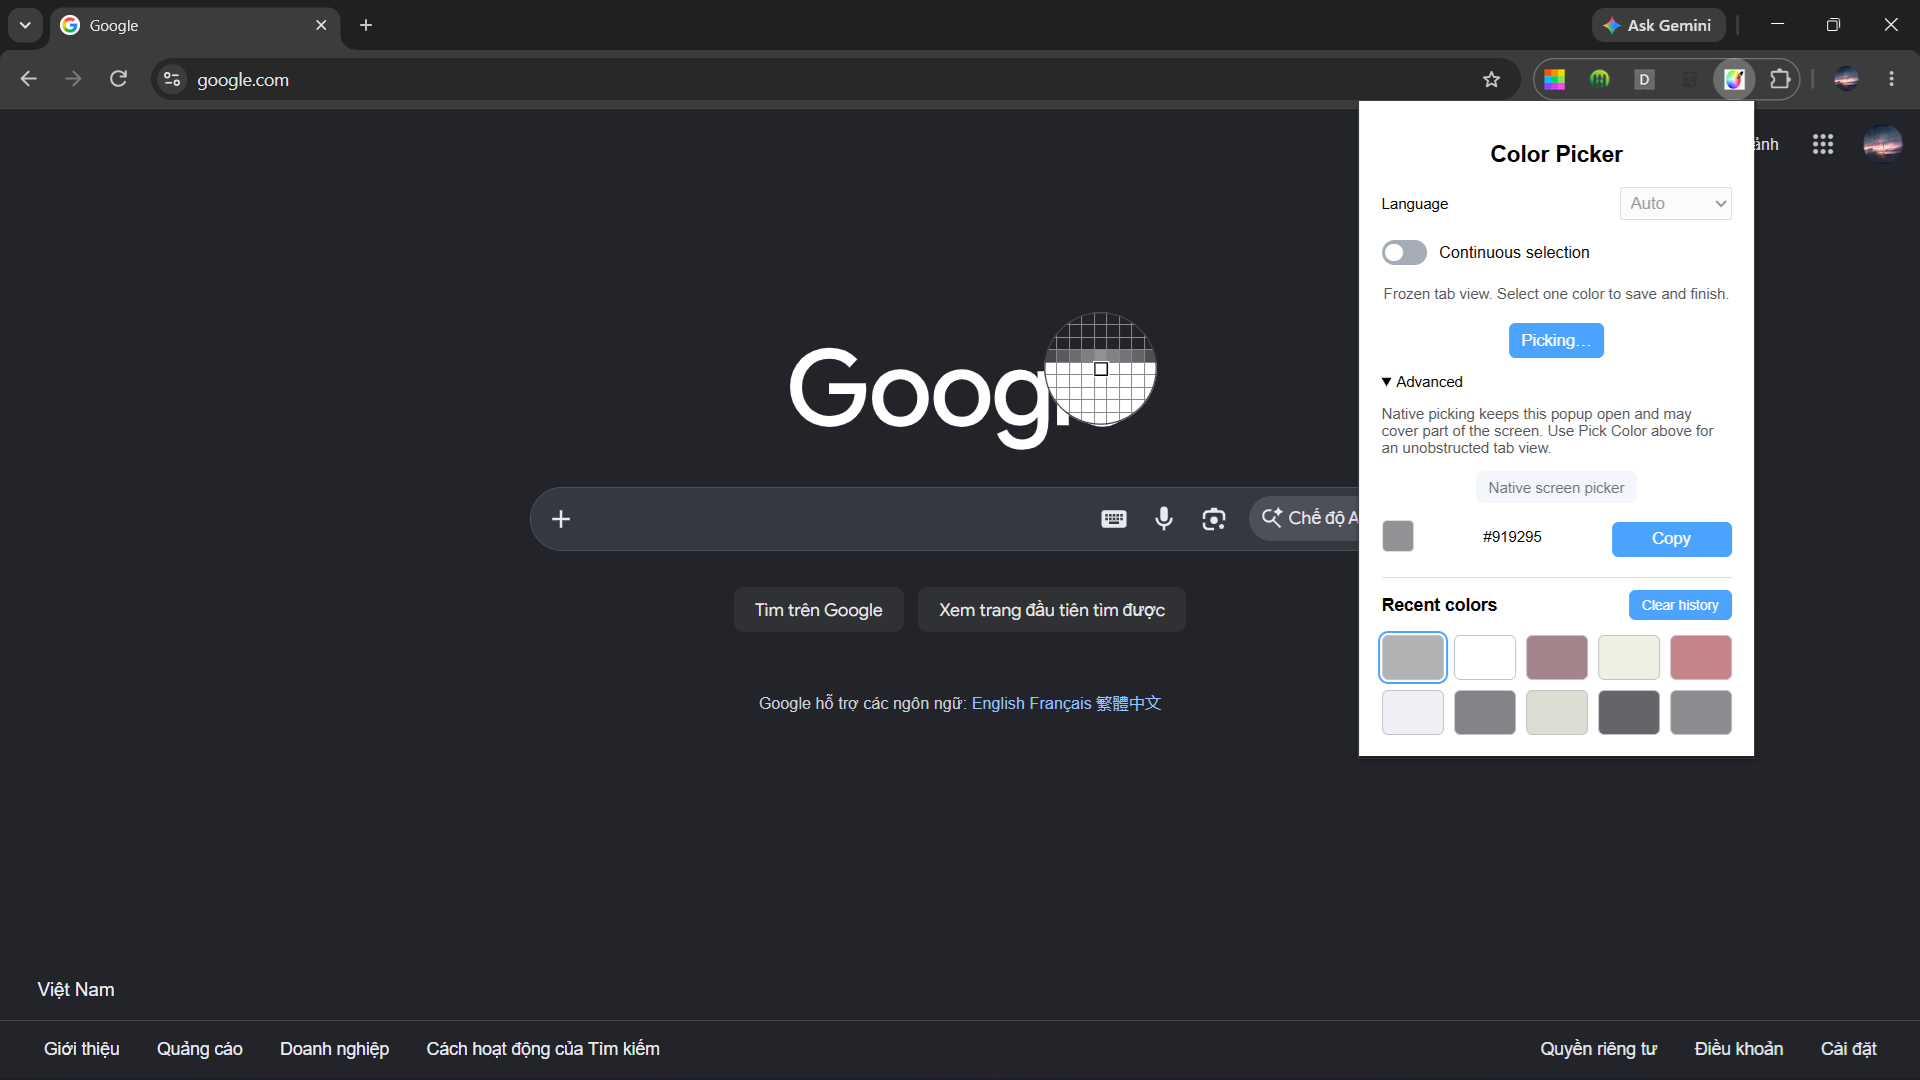 Google
Ask Gemini
google.com
D
ảnh
Color Picker
Language
Auto
Continuous selection
Frozen tab view. Select one color to save and finish.
Picking...
Advanced
Native picking keeps this popup open and may
cover part of the screen. Use Pick Color above for
an unobstructed tab view.
Native screen picker
#919295
Copy
Recent colors
Clear history
Goog
Chế độ A
Tìm trên Google
Xem trang đầu tiên tìm được
Google hỗ trợ các ngôn ngữ: English Français 繁體中文
Việt Nam
Giới thiệu
Quảng cáo
Doanh nghiệp
Cách hoạt động của Tìm kiếm
Quyền riêng tư
Điều khoản
Cài đặt